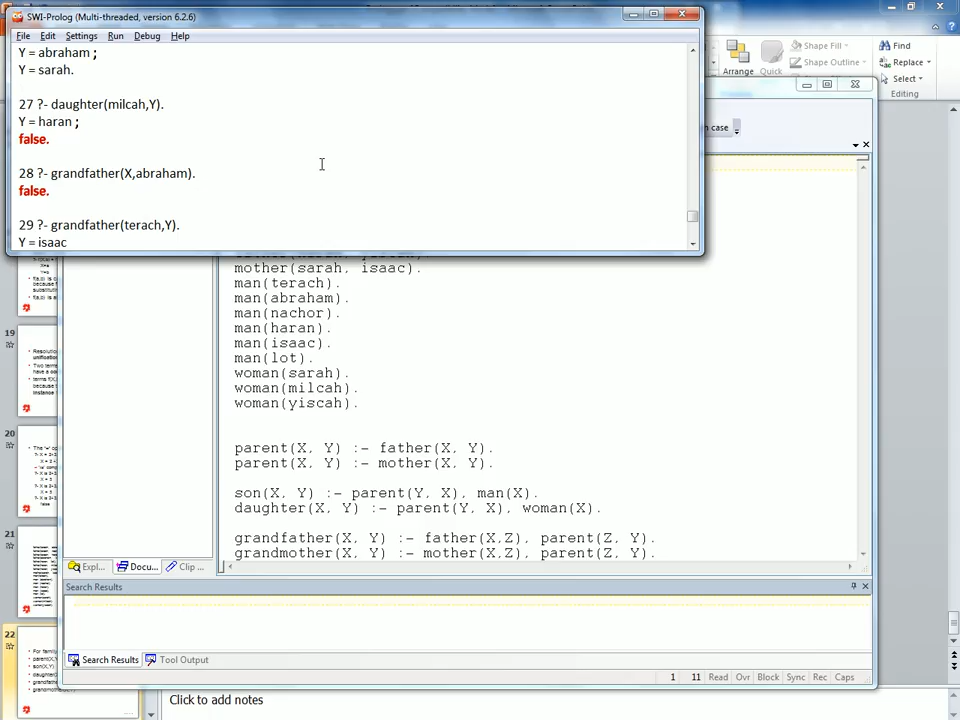 SWI-Prolog (Multi-threaded, version 6.2.6)
File Edit Settings Run Debug Help
Y = abraham ;
Y = sarah.
27 ?- daughter(milcah,Y).
Y = haran ;
false.
28 ?- grandfather(X,abraham).
false.
29 ?- grandfather(terach,Y).
Y = isaac
Arrange
Quick
Shape Fill
Shape Outline
Find
Replace
Select
Editing
case
mother(sarah, isaac).
man(terach).
man(abraham).
man(nachor).
man(haran).
man(isaac).
man(lot).
woman(sarah).
woman(milcah).
woman(yiscah).
parent(X, Y) :- father(X, Y).
parent(X, Y) :- mother(X, Y).
son(X, Y) :- parent(Y, X), man(X).
daughter(X, Y) :- parent(Y, X), woman(X).
grandfather(X, Y) :- father(X,Z), parent(Z, Y).
grandmother(X, Y) :- mother(X,Z), parent(Z, Y).
Expl... Docu... Clip ...
Search Results
Search Results Tool Output
1 11 Read Ovr Block Sync Rec Caps
19
20
21
22
Click to add notes